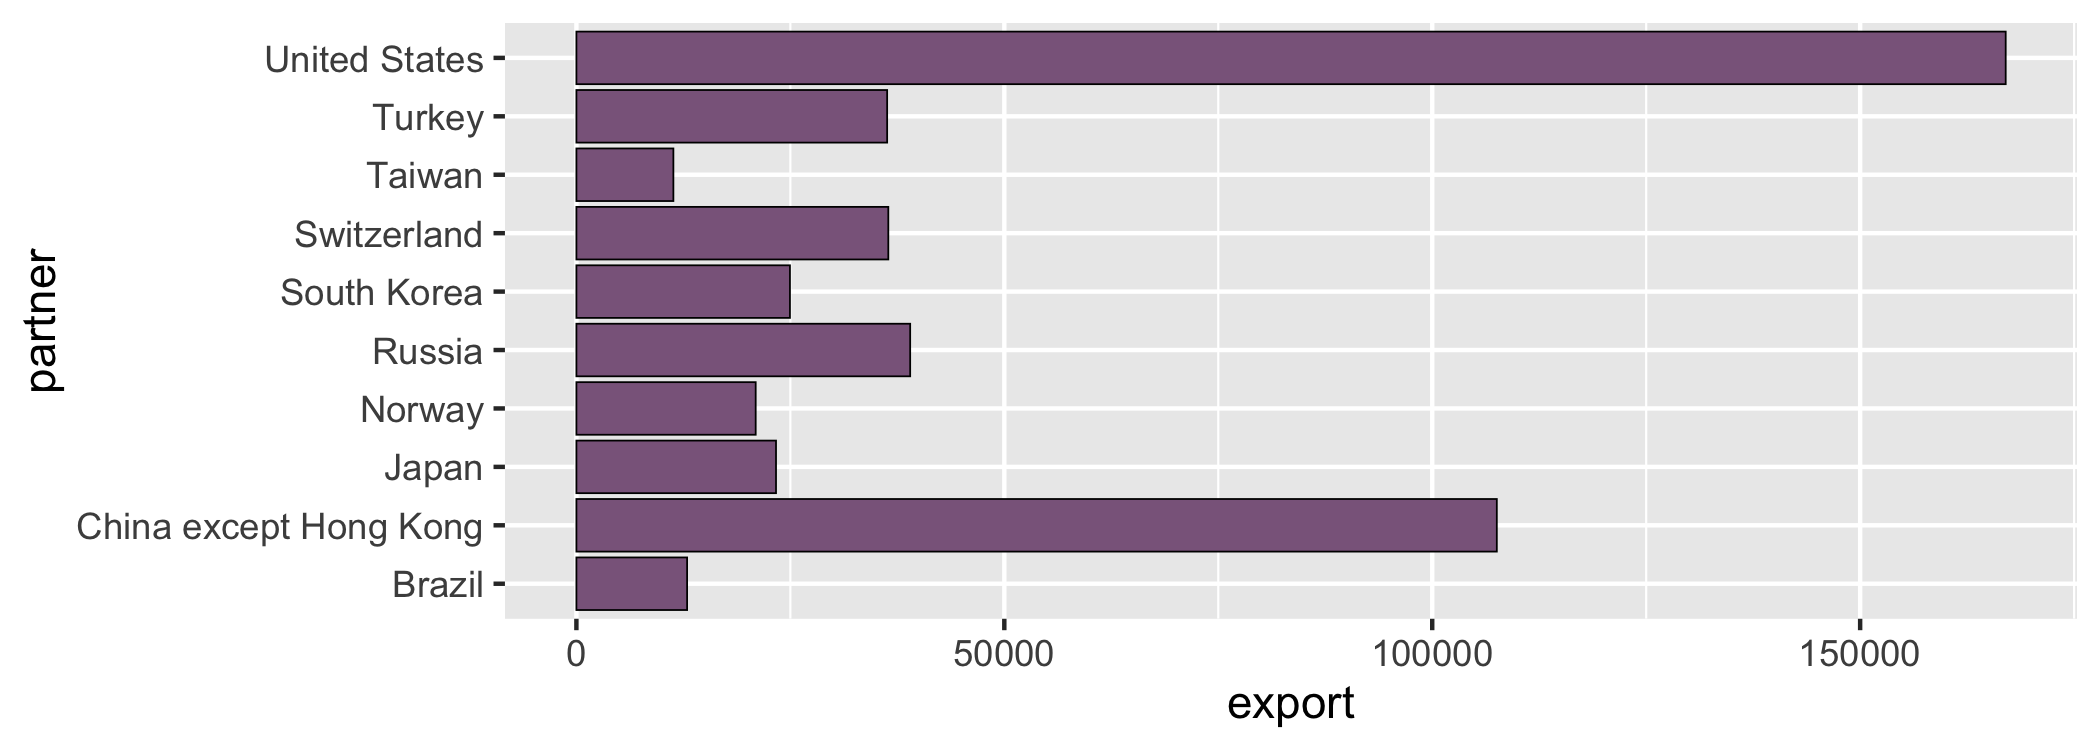 United States
Turkey
Taiwan
Switzerland
South Korea
Russia
Norway
Japan
China except Hong Kong
Brazil
partner
0 50000 100000 150000
export